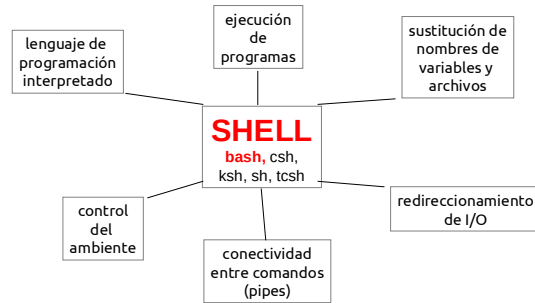 ejecución
de
programas
lenguaje de
programación
interpretado
sustitución de
nombres de
variables y
archivos
SHELL
bash, csh,
ksh, sh, tcsh
control
del
ambiente
conectividad
entre comandos
(pipes)
redireccionamiento
de I/O